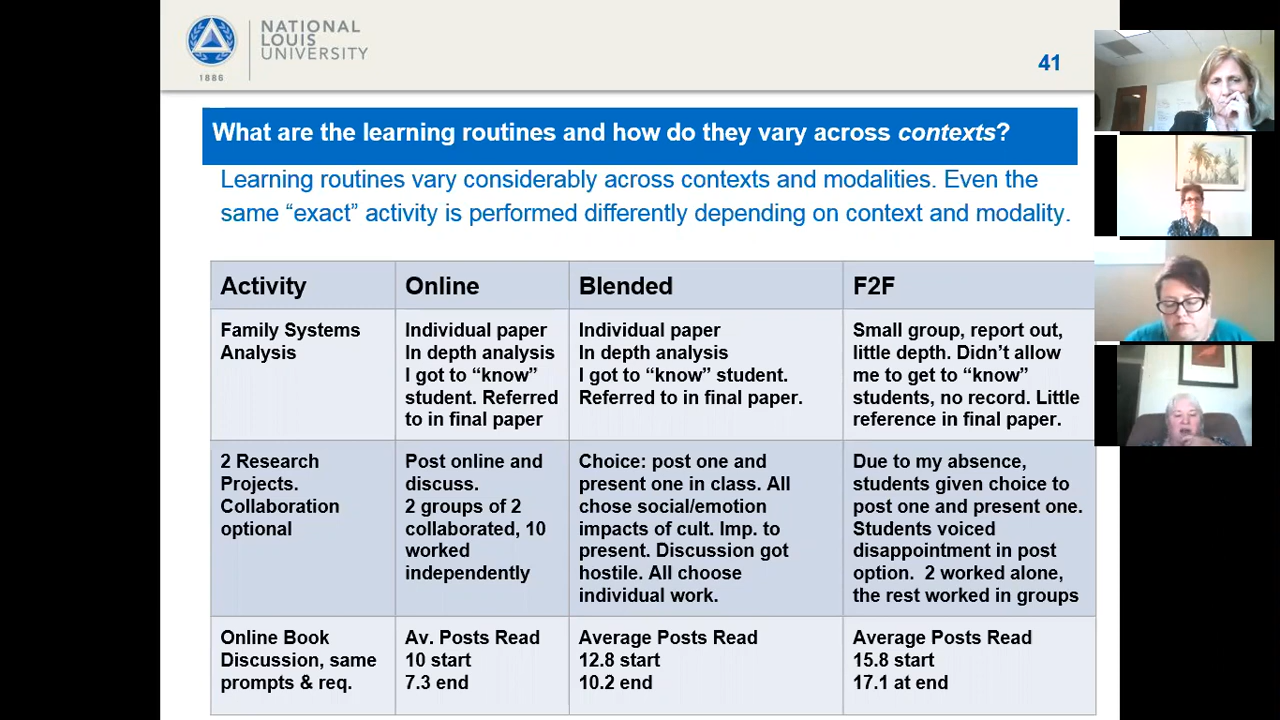 NATIONAL
LOUIS
UNIVERSITY
1886
41
What are the learning routines and how do they vary across contexts?
Learning routines vary considerably across contexts and modalities. Even the
same “exact” activity is performed differently depending on context and modality.
Activity
Online
Blended
F2F
Family Systems
Analysis
Individual paper
In depth analysis
I got to “know”
student. Referred
to in final paper
Individual paper
In depth analysis
I got to “know” student.
Referred to in final paper.
Small group, report out,
little depth. Didn’t allow
me to get to “know”
students, no record. Little
reference in final paper.
2 Research
Projects.
Collaboration
optional
Post online and
discuss.
2 groups of 2
collaborated, 10
worked
independently
Choice: post one and
present one in class. All
chose social/emotion
impacts of cult. Imp. to
present. Discussion got
hostile. All choose
individual work.
Due to my absence,
students given choice to
post one and present one.
Students voiced
disappointment in post
option.  2 worked alone,
the rest worked in groups
Online Book
Discussion, same
prompts & req.
Av. Posts Read
10 start
7.3 end
Average Posts Read
12.8 start
10.2 end
Average Posts Read
15.8 start
17.1 at end